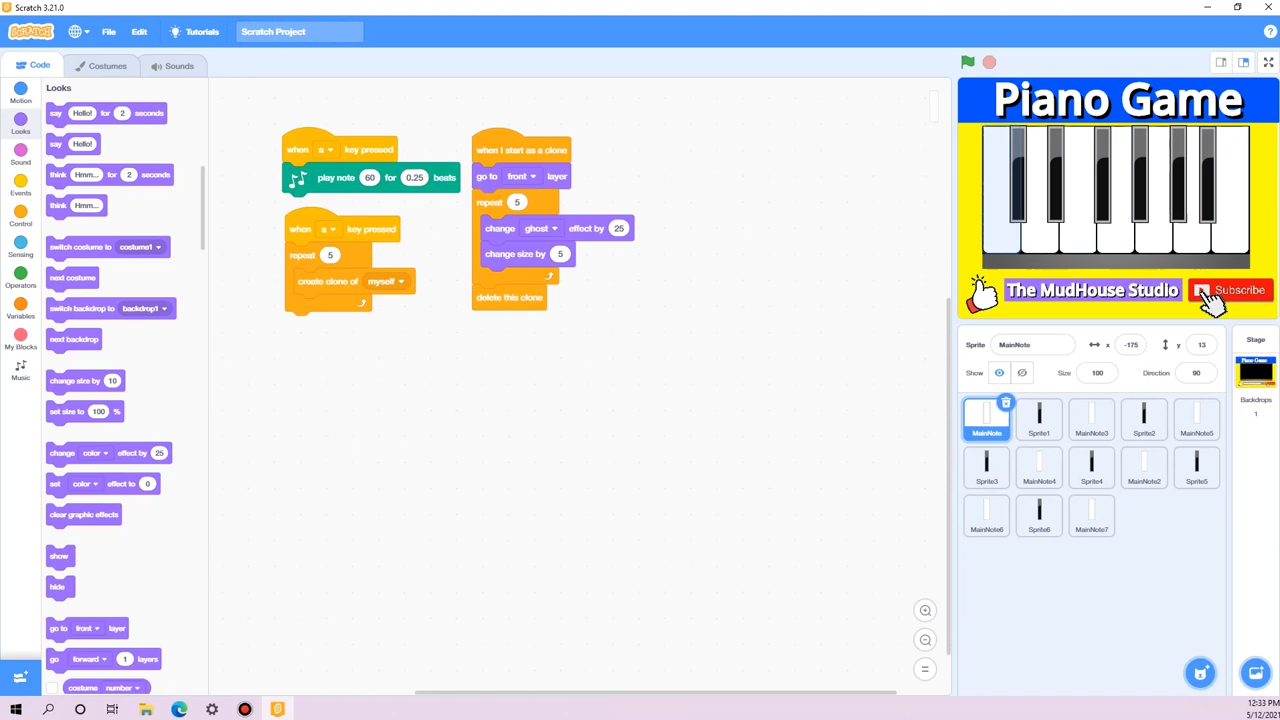 Scratch 3.21.0
SCRATCH File Edit Tutorials Scratch Project
Code Costumes Sounds
Motion
Looks
Sound
Events
Control
Sensing
Operators
Variables
My Blocks
Music
Looks
say Hello! for 2 seconds
say Hello!
think Hmm... for 2 seconds
think Hmm...
switch costume to costume1
next costume
switch backdrop to backdrop1
next backdrop
change size by 10
set size to 100 %
change color effect by 25
set color effect to 0
clear graphic effects
show
hide
go to front layer
go forward 1 layers
costume number
when a key pressed
play note 60 for 0.25 beats
when a key pressed
repeat 5
create clone of myself
when I start as a clone
go to front layer
repeat 5
change ghost effect by 25
change size by 5
delete this clone
Piano Game
The MudHouse Studio
Subscribe
Sprite MainNote x -175 y 13
Show Size 100 Direction 90
MainNote Sprite1 MainNote3 Sprite2 MainNote5
Sprite3 MainNote4 Sprite4 MainNote2 Sprite5
MainNote6 Sprite6 MainNote7
Stage
Piano Game
Backdrops
1
12:33 PM
5/12/2021